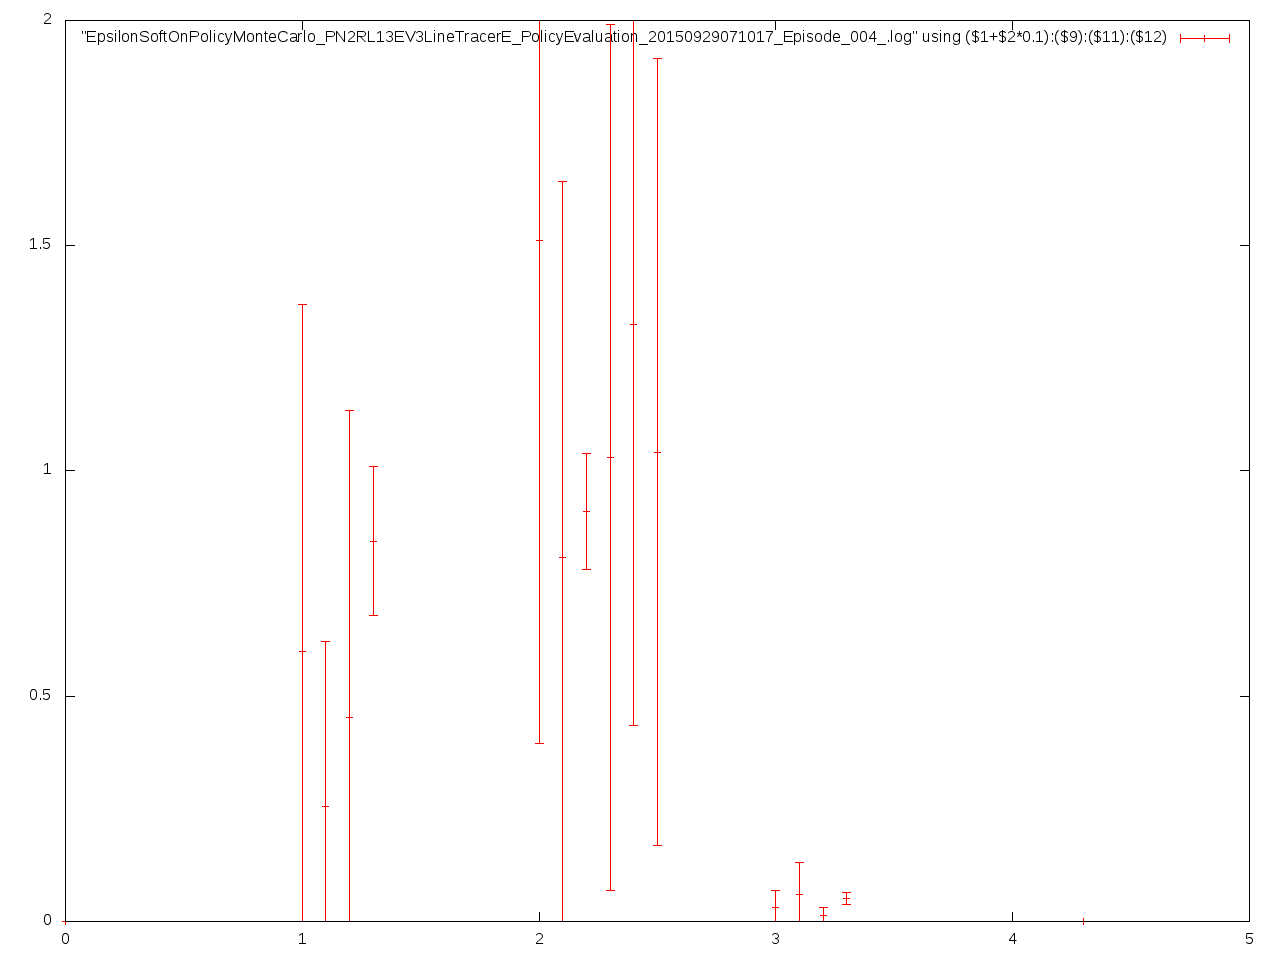 2
"EpsilonSoftOnPolicyMonteCarlo_PN2RL13EV3LineTracerE_PolicyEvaluation_20150929071017_Episode_004_.log" using ($1+$2*0.1):($9):($11):($12)
1.5
1
0.5
0
0 1 2 3 4 5